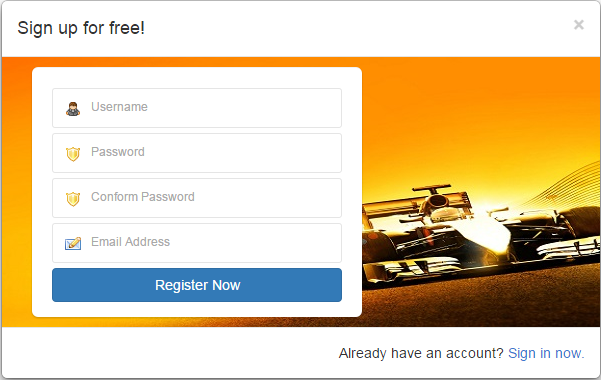 Sign up for free!
×
Username
Password
Conform Password
Email Address
Register Now
Already have an account? Sign in now.